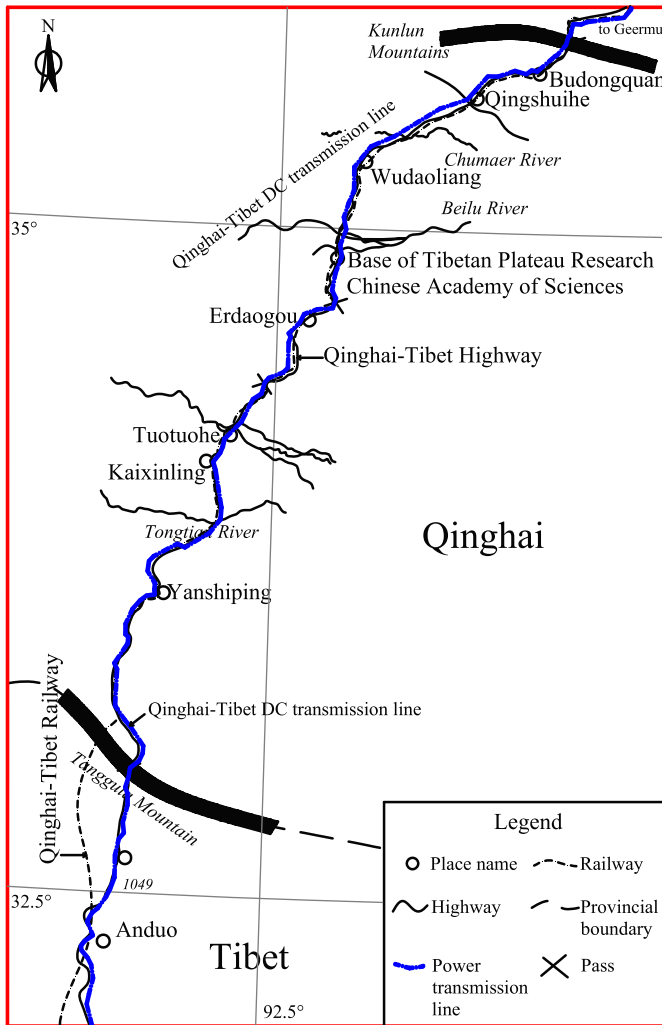 N
Kunlun
Mountains
to Geermu
Budongquan
Qingshuihe
Qinghai-Tibet DC transmission line
Chumaer River
Wudaoliang
Beilu River
35°
Base of Tibetan Plateau Research
Chinese Academy of Sciences
Erdaogou
Qinghai-Tibet Highway
Tuotuohe
Kaixinling
Tongtian River
Qinghai
Yanshiping
Qinghai-Tibet Railway
Qinghai-Tibet DC transmission line
Tanggula Mountain
1049
32.5°
Anduo
Tibet
92.5°
Legend
Place name
Railway
Highway
Provincial
boundary
Power
transmission
line
Pass